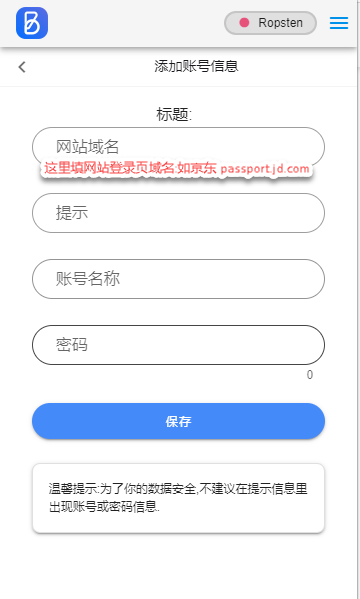 Ropsten
添加账号信息
标题:
网站域名
这里填网站登录页域名:如京东 passport.jd.com
提示
账号名称
密码
0
保存
温馨提示:为了你的数据安全,不建议在提示信息里
出现账号或密码信息.